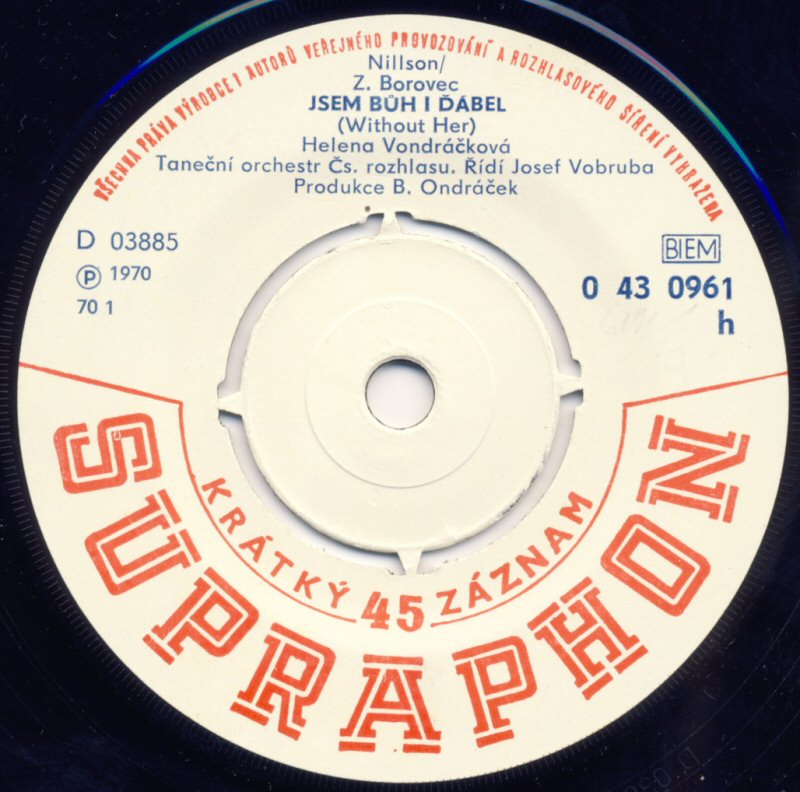 VŠECHNA PRÁVA VÝROBCE I AUTORŮ VEŘEJNÉHO PROVOZOVÁNÍ A ROZHLASOVÉHO ŠÍŘENÍ VYHRAŽENA
Nillson/
Z. Borovec
JSEM BŮH I ĎÁBEL
(Without Her)
Helena Vondráčková
Taneční orchestr Čs. rozhlasu. Řídí Josef Vobruba
Produkce B. Ondráček
D 03885
BIEM
Ⓟ 1970
0 43 0961
70 1
h
KRÁTKÝ 45 ZÁZNAM
SUPRAPHON